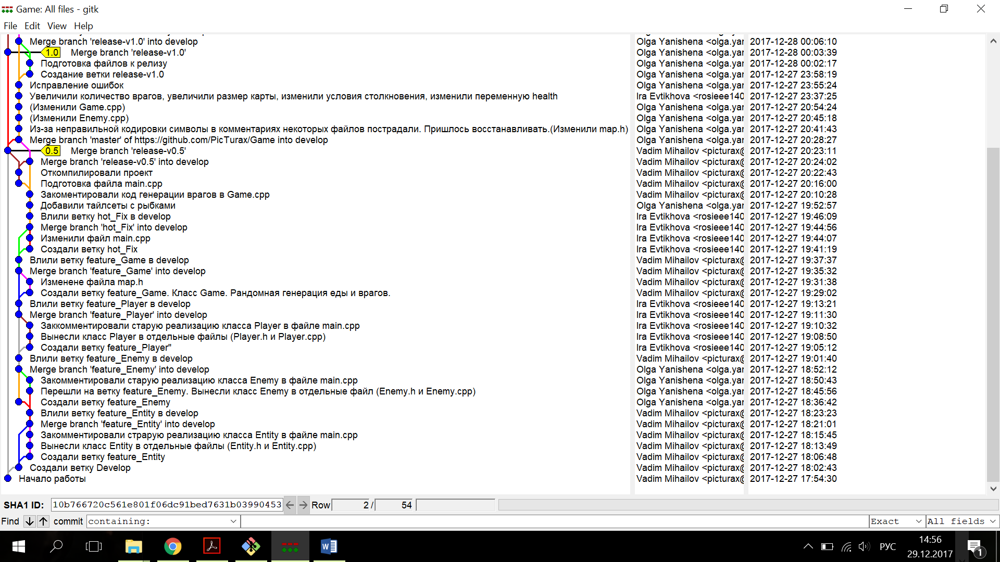 Game: All files - gitk
File Edit View Help
Merge branch 'release-v1.0' into develop Olga Yanishena <olga.yar 2017-12-28 00:06:10
1.0 Merge branch 'release-v1.0' Olga Yanishena <olga.yar 2017-12-28 00:03:39
Подготовка файлов к релизу Olga Yanishena <olga.yar 2017-12-28 00:02:17
Создание ветки release-v1.0 Olga Yanishena <olga.yar 2017-12-27 23:58:19
Исправление ошибок Olga Yanishena <olga.yar 2017-12-27 23:55:24
Увеличили количество врагов, увеличили размер карты, изменили условия столкновения, изменили переменную health Ira Evtikhova <rosieee140 2017-12-27 23:37:25
(Изменили Game.cpp) Olga Yanishena <olga.yar 2017-12-27 20:54:24
(Изменили Enemy.cpp) Olga Yanishena <olga.yar 2017-12-27 20:45:18
Из-за неправильной кодировки символы в комментариях некоторых файлов пострадали. Пришлось восстанавливать.(Изменили map.h) Olga Yanishena <olga.yar 2017-12-27 20:41:43
Merge branch 'master' of https://github.com/PicTurax/Game into develop Olga Yanishena <olga.yar 2017-12-27 20:28:27
0.5 Merge branch 'release-v0.5' Vadim Mihailov <picturax@ 2017-12-27 20:23:11
Merge branch 'release-v0.5' into develop Vadim Mihailov <picturax@ 2017-12-27 20:24:02
Откомпилировали проект Vadim Mihailov <picturax@ 2017-12-27 20:22:43
Подготовка файла main.cpp Vadim Mihailov <picturax@ 2017-12-27 20:16:00
Закоментировали код генерации врагов в Game.cpp Vadim Mihailov <picturax@ 2017-12-27 20:10:28
Добавили тайлсеты с рыбками Olga Yanishena <olga.yar 2017-12-27 19:52:57
Влили ветку hot_Fix в develop Ira Evtikhova <rosieee140 2017-12-27 19:46:09
Merge branch 'hot_Fix' into develop Ira Evtikhova <rosieee140 2017-12-27 19:44:56
Изменили файл main.cpp Ira Evtikhova <rosieee140 2017-12-27 19:44:07
Создали ветку hot_Fix Ira Evtikhova <rosieee140 2017-12-27 19:41:19
Влили ветку feature_Game в develop Vadim Mihailov <picturax@ 2017-12-27 19:37:37
Merge branch 'feature_Game' into develop Vadim Mihailov <picturax@ 2017-12-27 19:35:32
Изменене файла map.h Vadim Mihailov <picturax@ 2017-12-27 19:31:38
Создали ветку feature_Game. Класс Game. Рандомная генерация еды и врагов. Vadim Mihailov <picturax@ 2017-12-27 19:29:02
Влили ветку feature_Player в develop Ira Evtikhova <rosieee140 2017-12-27 19:13:21
Merge branch 'feature_Player' into develop Ira Evtikhova <rosieee140 2017-12-27 19:11:30
Заккомментировали старую реализацию класса Player в файле main.cpp Ira Evtikhova <rosieee140 2017-12-27 19:10:32
Вынесли класс Player в отдельные файлы (Player.h и Player.cpp) Ira Evtikhova <rosieee140 2017-12-27 19:08:50
Создали ветку feature_Player" Ira Evtikhova <rosieee140 2017-12-27 19:05:12
Влили ветку feature_Enemy в develop Vadim Mihailov <picturax@ 2017-12-27 19:01:40
Merge branch 'feature_Enemy' into develop Olga Yanishena <olga.yar 2017-12-27 18:52:12
Закомментировали старую реализацию класса Enemy в файле main.cpp Olga Yanishena <olga.yar 2017-12-27 18:50:43
Перешли на ветку feature_Enemy. Вынесли класс Enemy в отдельные файл (Enemy.h и Enemy.cpp) Olga Yanishena <olga.yar 2017-12-27 18:45:56
Создали ветку feature_Enemy Olga Yanishena <olga.yar 2017-12-27 18:36:42
Влили ветку feature_Entity в develop Vadim Mihailov <picturax@ 2017-12-27 18:23:23
Merge branch 'feature_Entity' into develop Vadim Mihailov <picturax@ 2017-12-27 18:21:01
Закомментировали страрую реализацию класса Entity в файле main.cpp Vadim Mihailov <picturax@ 2017-12-27 18:15:45
Вынесли класс Entity в отдельные файлы (Entity.h и Entity.cpp) Vadim Mihailov <picturax@ 2017-12-27 18:13:49
Создали ветку feature_Entity Vadim Mihailov <picturax@ 2017-12-27 18:06:48
Создали ветку Develop Vadim Mihailov <picturax@ 2017-12-27 18:02:43
Начало работы Vadim Mihailov <picturax@ 2017-12-27 17:54:30
SHA1 ID: 10b766720c561e801f06dc91bed7631b03990453 Row 2 / 54
Find commit containing: Exact All fields
РУС 14:56
29.12.2017
1